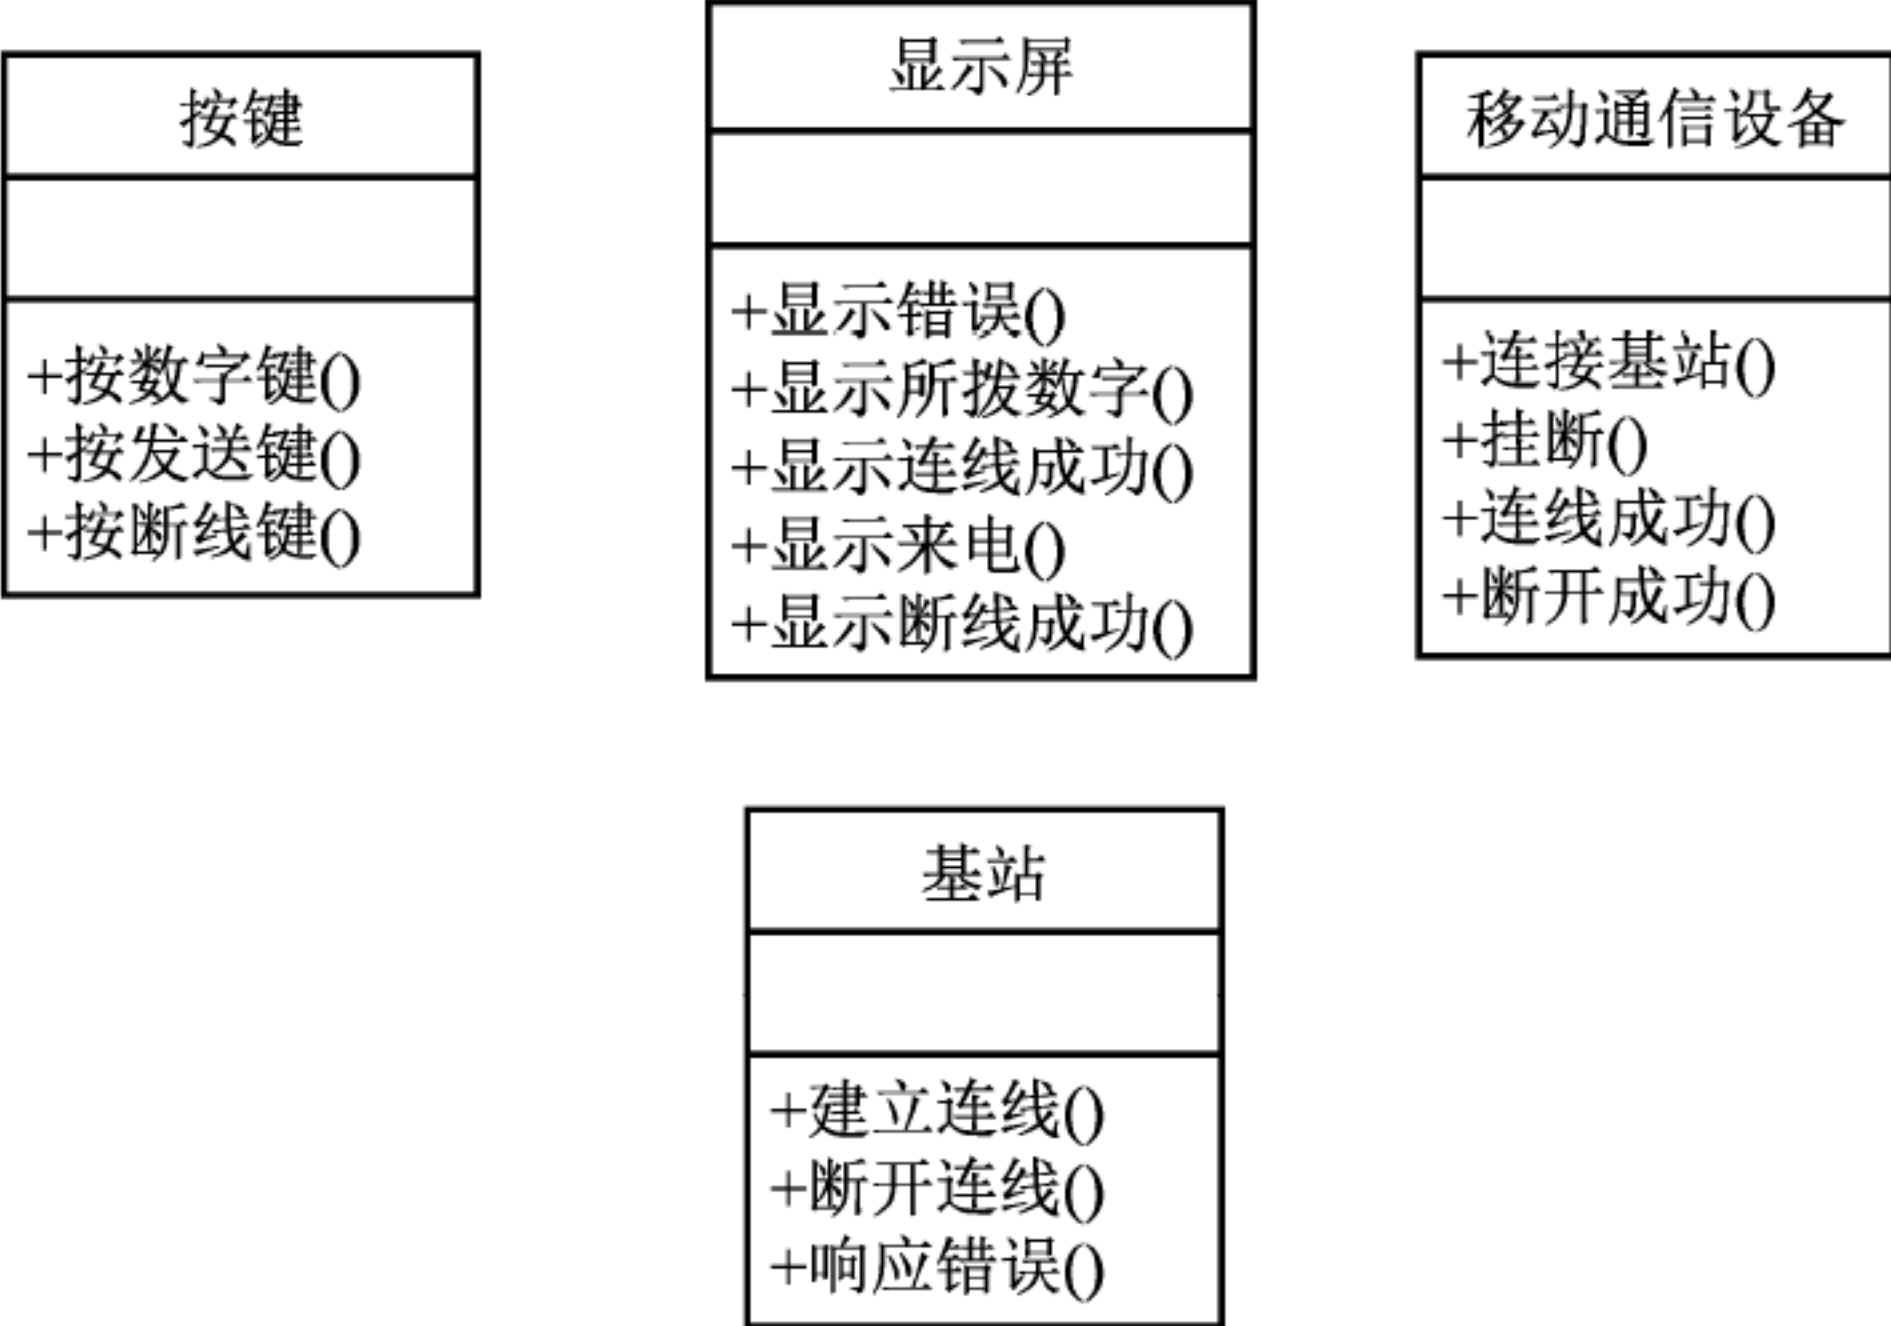 按键
+按数字键()
+按发送键()
+按断线键()
显示屏
+显示错误()
+显示所拨数字()
+显示连线成功()
+显示来电()
+显示断线成功()
移动通信设备
+连接基站()
+挂断()
+连线成功()
+断开成功()
基站
+建立连线()
+断开连线()
+响应错误()